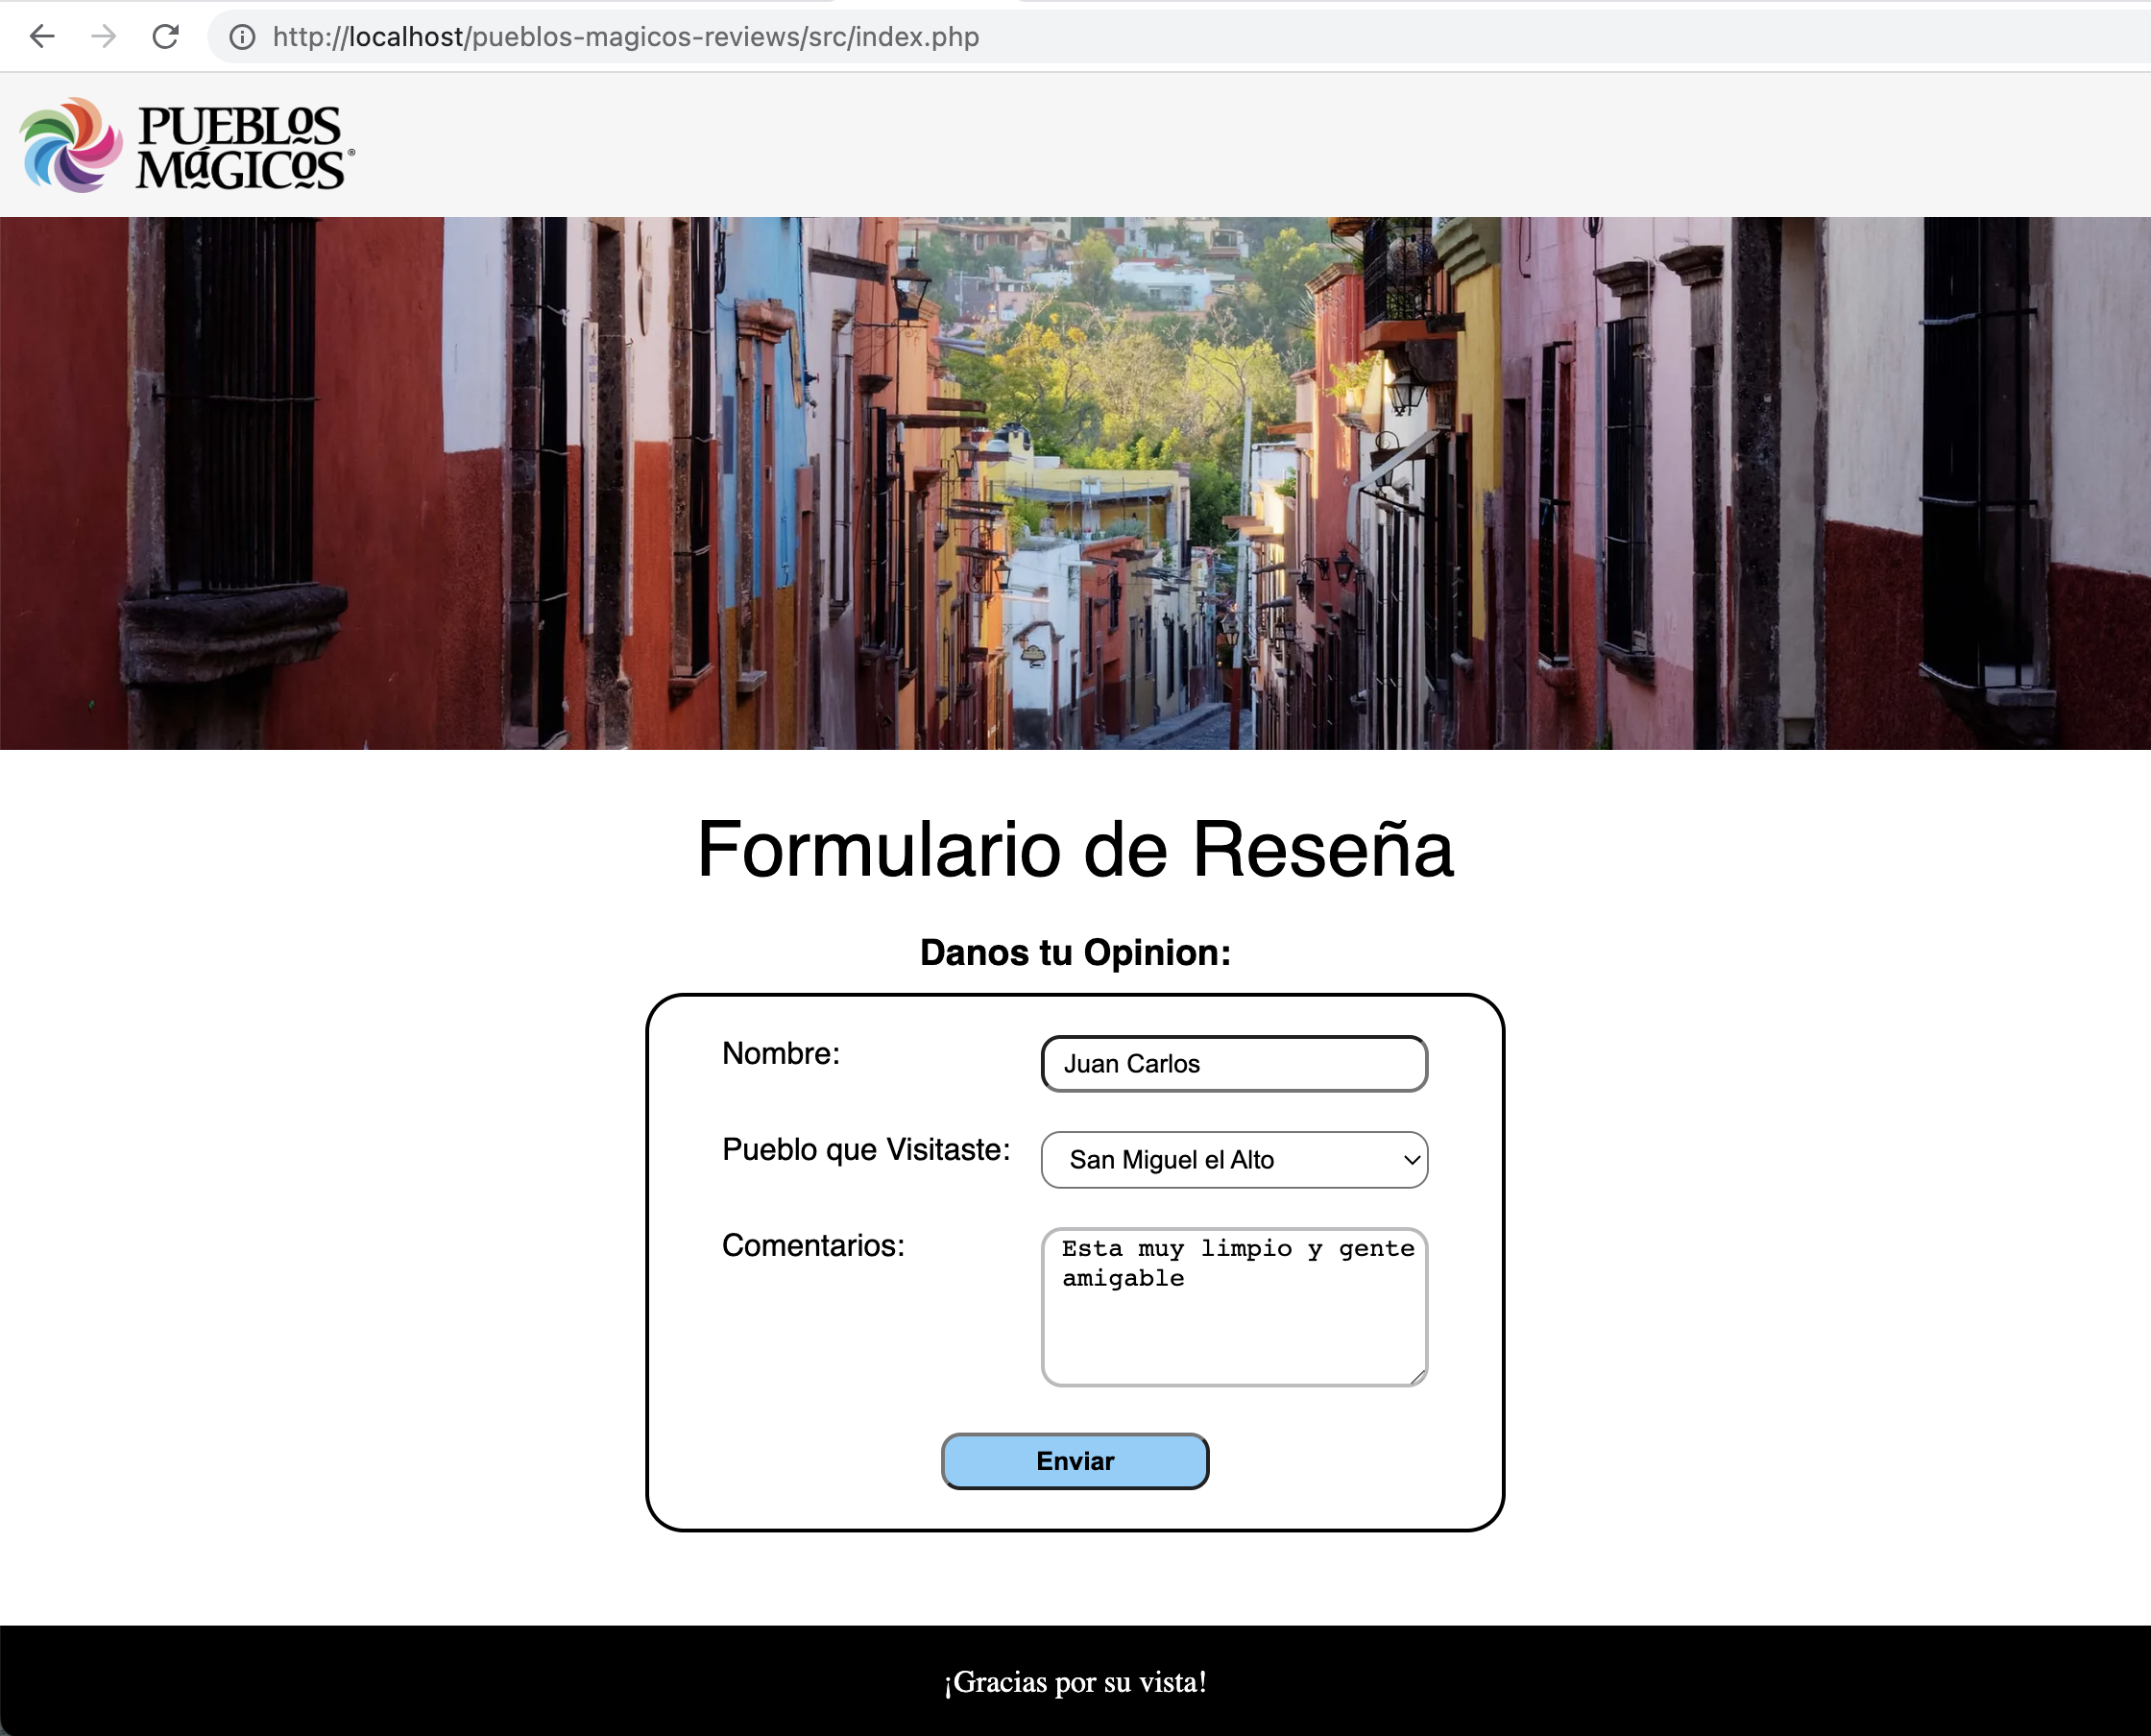 http://localhost/pueblos-magicos-reviews/src/index.php
PUEBLOS
MáGICOS®
Formulario de Reseña
Danos tu Opinion:
Nombre:
Juan Carlos
Pueblo que Visitaste:
San Miguel el Alto
Comentarios:
Esta muy limpio y gente
amigable
Enviar
¡Gracias por su vista!